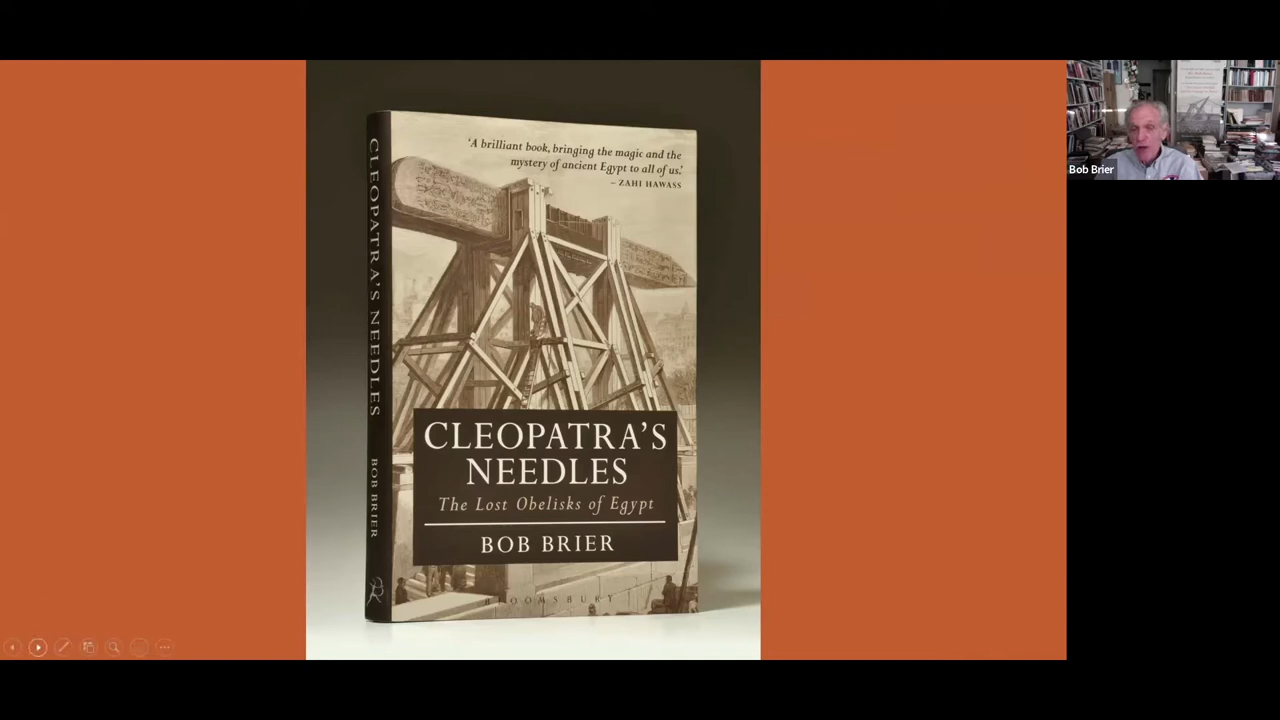 'A brilliant book, bringing the magic and the
mystery of ancient Egypt to all of us.'
– ZAHI HAWASS
CLEOPATRA'S NEEDLES
BOB BRIER
CLEOPATRA'S
NEEDLES
The Lost Obelisks of Egypt
BOB BRIER
BLOOMSBURY
Bob Brier